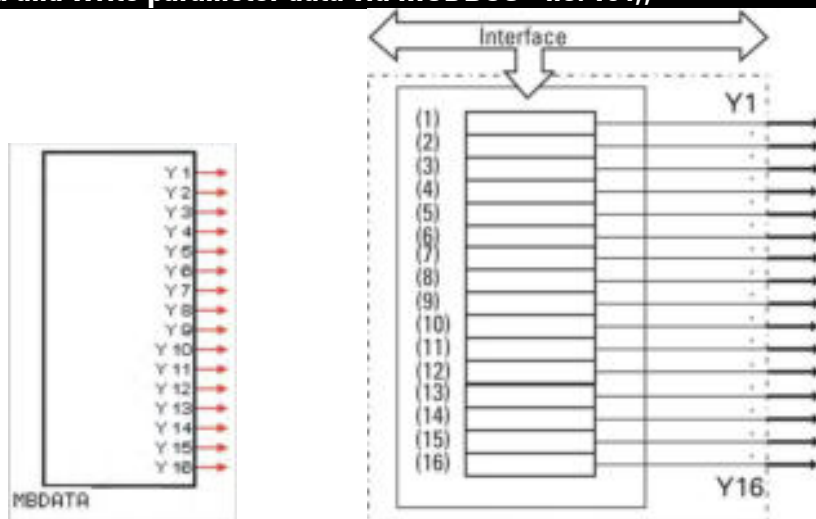 Interface
Y1
(1)
(2)
(3)
(4)
(5)
(6)
(7)
(8)
(9)
(10)
(11)
(12)
(13)
(14)
(15)
(16)
Y16
Y 1
Y 2
Y 3
Y 4
Y 5
Y 6
Y 7
Y 8
Y 9
Y 10
Y 11
Y 12
Y 13
Y 14
Y 15
Y 16
MBDATA